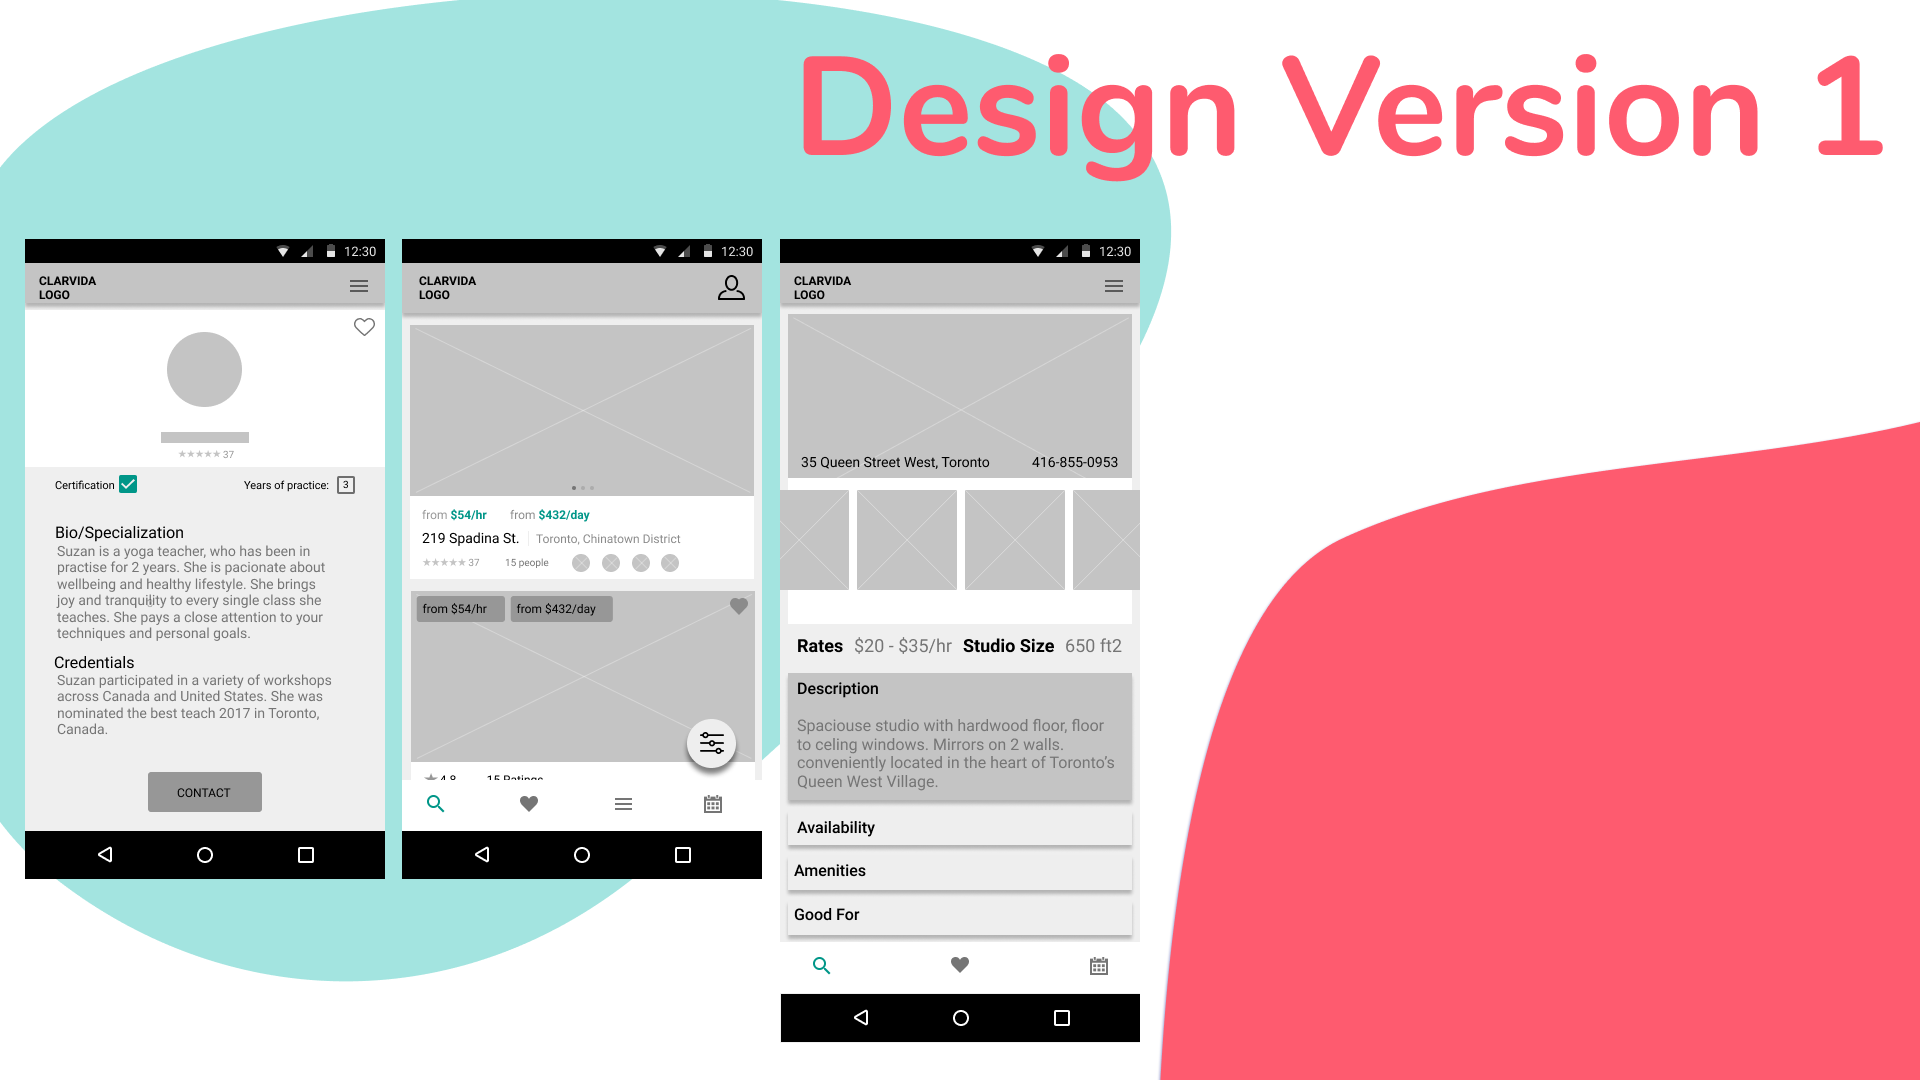 Design Version 1
12:30
CLARVIDA
LOGO
★★★★★ 37
Certification
Years of practice: 3
Bio/Specialization
Suzan is a yoga teacher, who has been in
practise for 2 years. She is pacionate about
wellbeing and healthy lifestyle. She brings
joy and tranquility to every single class she
teaches. She pays a close attention to your
techniques and personal goals.
Credentials
Suzan participated in a variety of workshops
across Canada and United States. She was
nominated the best teach 2017 in Toronto,
Canada.
CONTACT
12:30
CLARVIDA
LOGO
from $54/hr from $432/day
219 Spadina St. Toronto, Chinatown District
★★★★★ 37 15 people
from $54/hr from $432/day
★ 4.8 15 Ratings
12:30
CLARVIDA
LOGO
35 Queen Street West, Toronto 416-855-0953
Rates $20 - $35/hr Studio Size 650 ft2
Description
Spaciouse studio with hardwood floor, floor
to celing windows. Mirrors on 2 walls.
conveniently located in the heart of Toronto's
Queen West Village.
Availability
Amenities
Good For